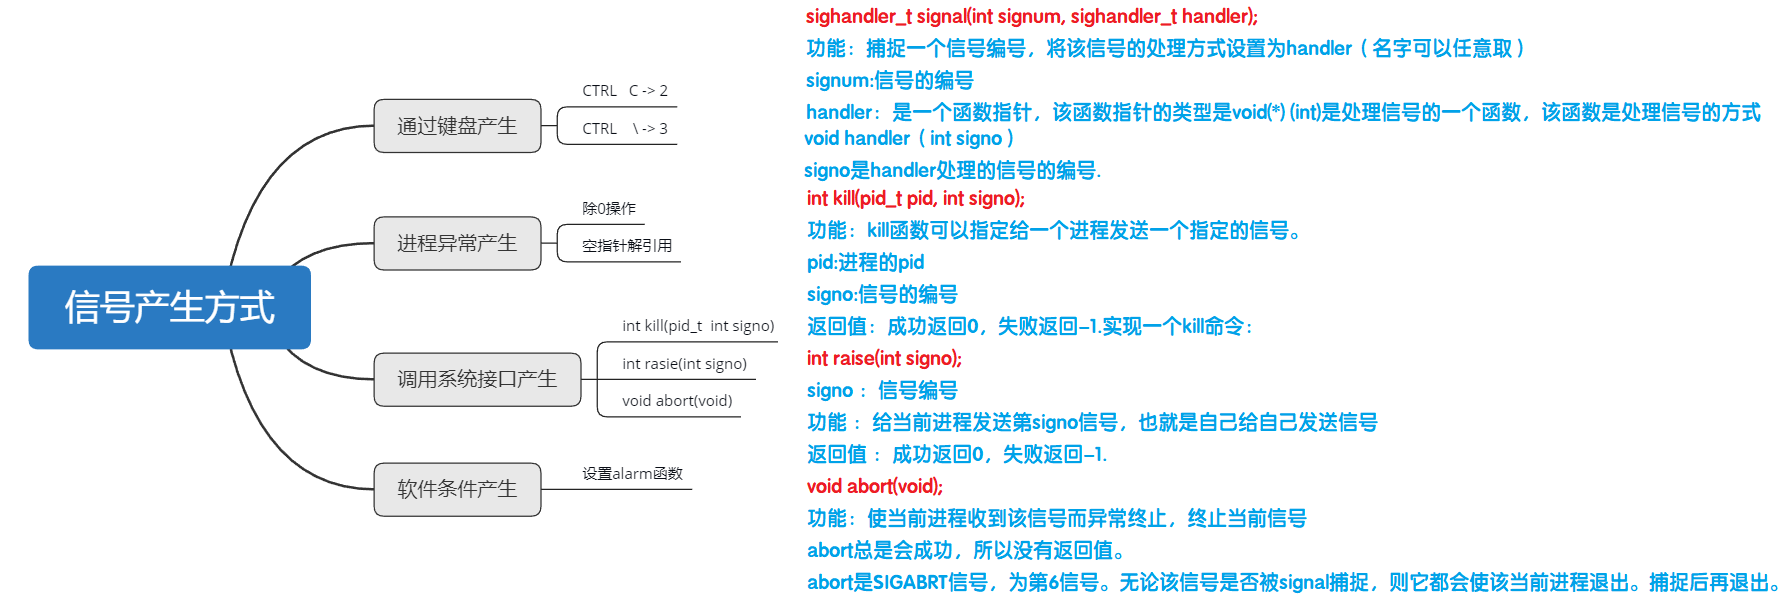 信号产生方式
通过键盘产生
CTRL C -> 2
CTRL \ -> 3
进程异常产生
除0操作
空指针解引用
调用系统接口产生
int kill(pid_t int signo)
int rasie(int signo)
void abort(void)
软件条件产生
设置alarm函数
sighandler_t signal(int signum, sighandler_t handler);
功能：捕捉一个信号编号，将该信号的处理方式设置为handler（名字可以任意取）
signum:信号的编号
handler：是一个函数指针，该函数指针的类型是void(*) (int)是处理信号的一个函数，该函数是处理信号的方式
void handler（int signo）
signo是handler处理的信号的编号.
int kill(pid_t pid, int signo);
功能：kill函数可以指定给一个进程发送一个指定的信号。
pid:进程的pid
signo:信号的编号
返回值：成功返回0，失败返回-1.实现一个kill命令：
int raise(int signo);
signo ：信号编号
功能 ：给当前进程发送第signo信号，也就是自己给自己发送信号
返回值 ：成功返回0，失败返回-1.
void abort(void);
功能：使当前进程收到该信号而异常终止，终止当前信号
abort总是会成功，所以没有返回值。
abort是SIGABRT信号，为第6信号。无论该信号是否被signal捕捉，则它都会使该当前进程退出。捕捉后再退出。